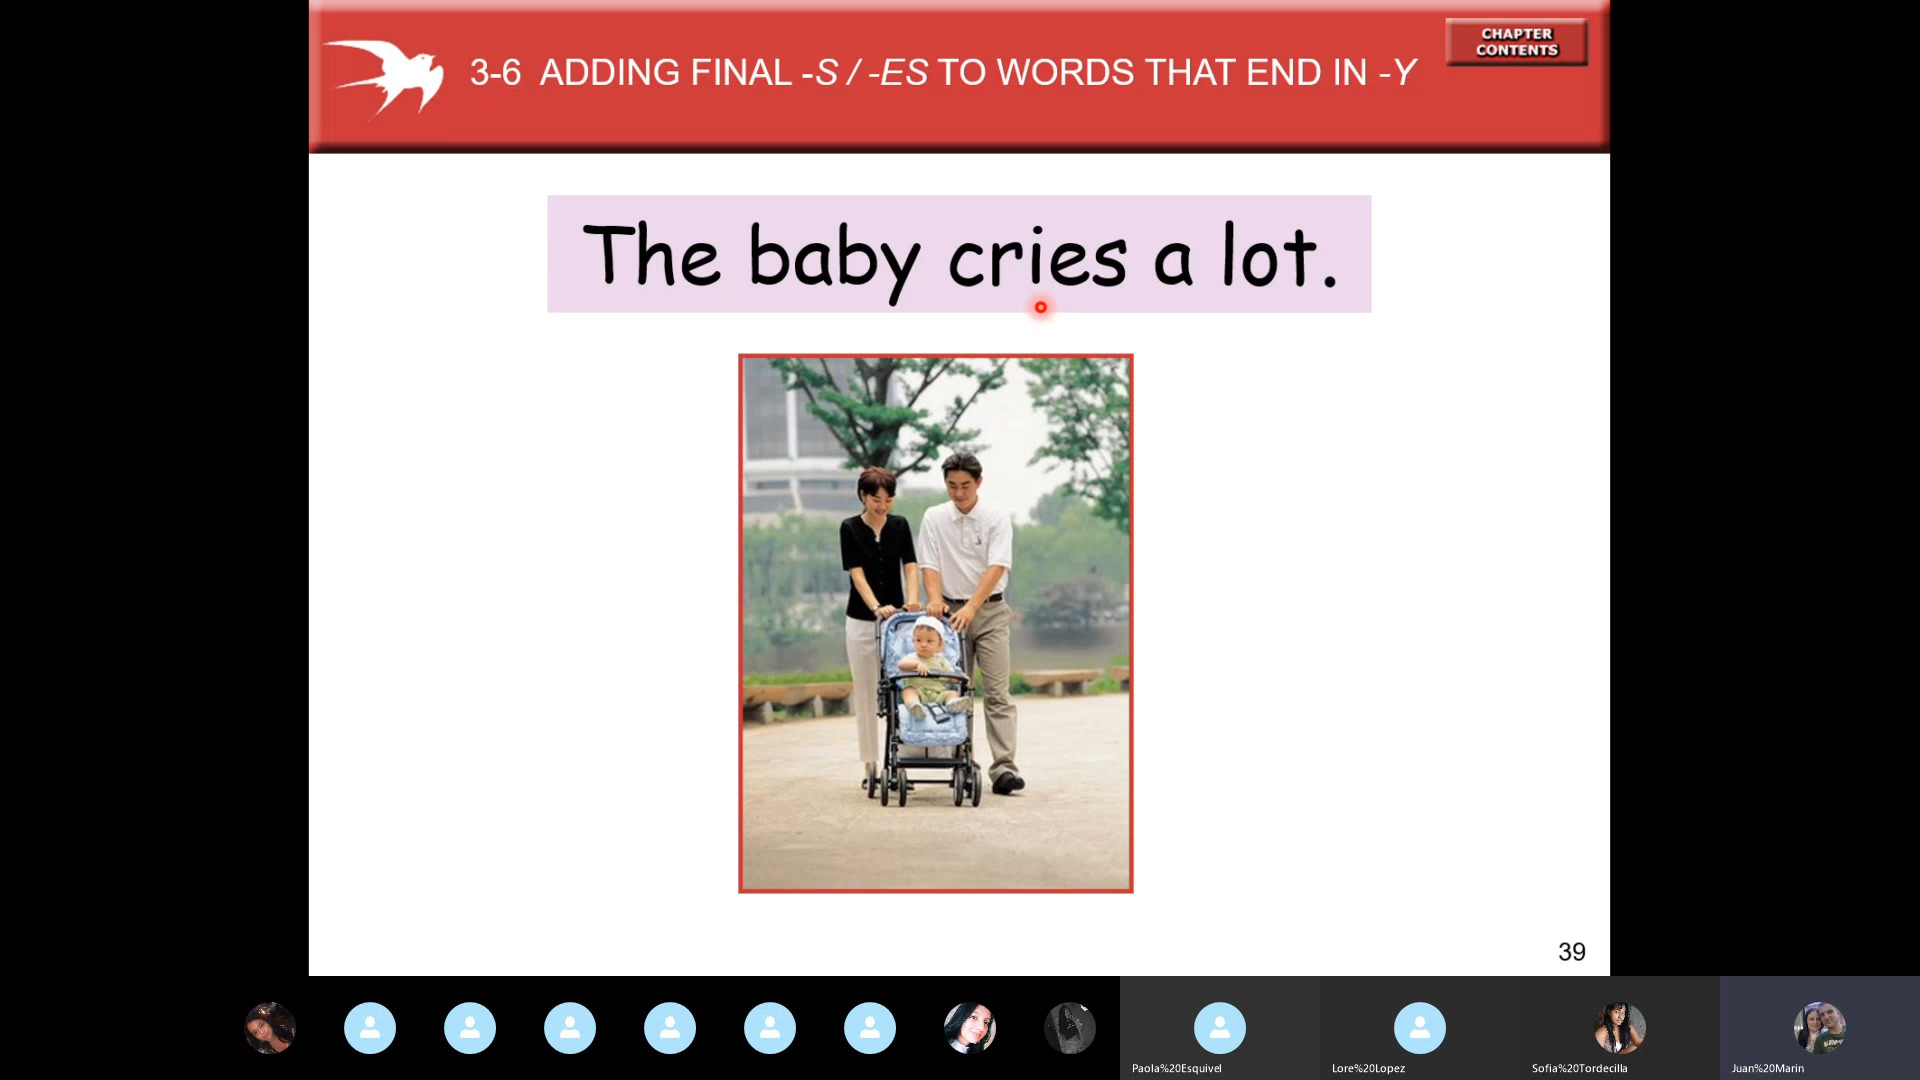 3-6 ADDING FINAL -S / -ES TO WORDS THAT END IN -Y
CHAPTER
CONTENTS
The baby cries a lot.
39
Paola%20Esquivel
Lore%20Lopez
Sofia%20Tordecilla
Juan%20Marin